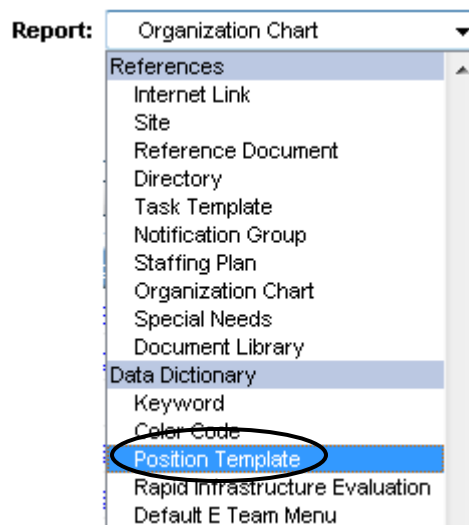 Report: Organization Chart
References
Internet Link
Site
Reference Document
Directory
Task Template
Notification Group
Staffing Plan
Organization Chart
Special Needs
Document Library
Data Dictionary
Keyword
Color Code
Position Template
Rapid Infrastructure Evaluation
Default E Team Menu